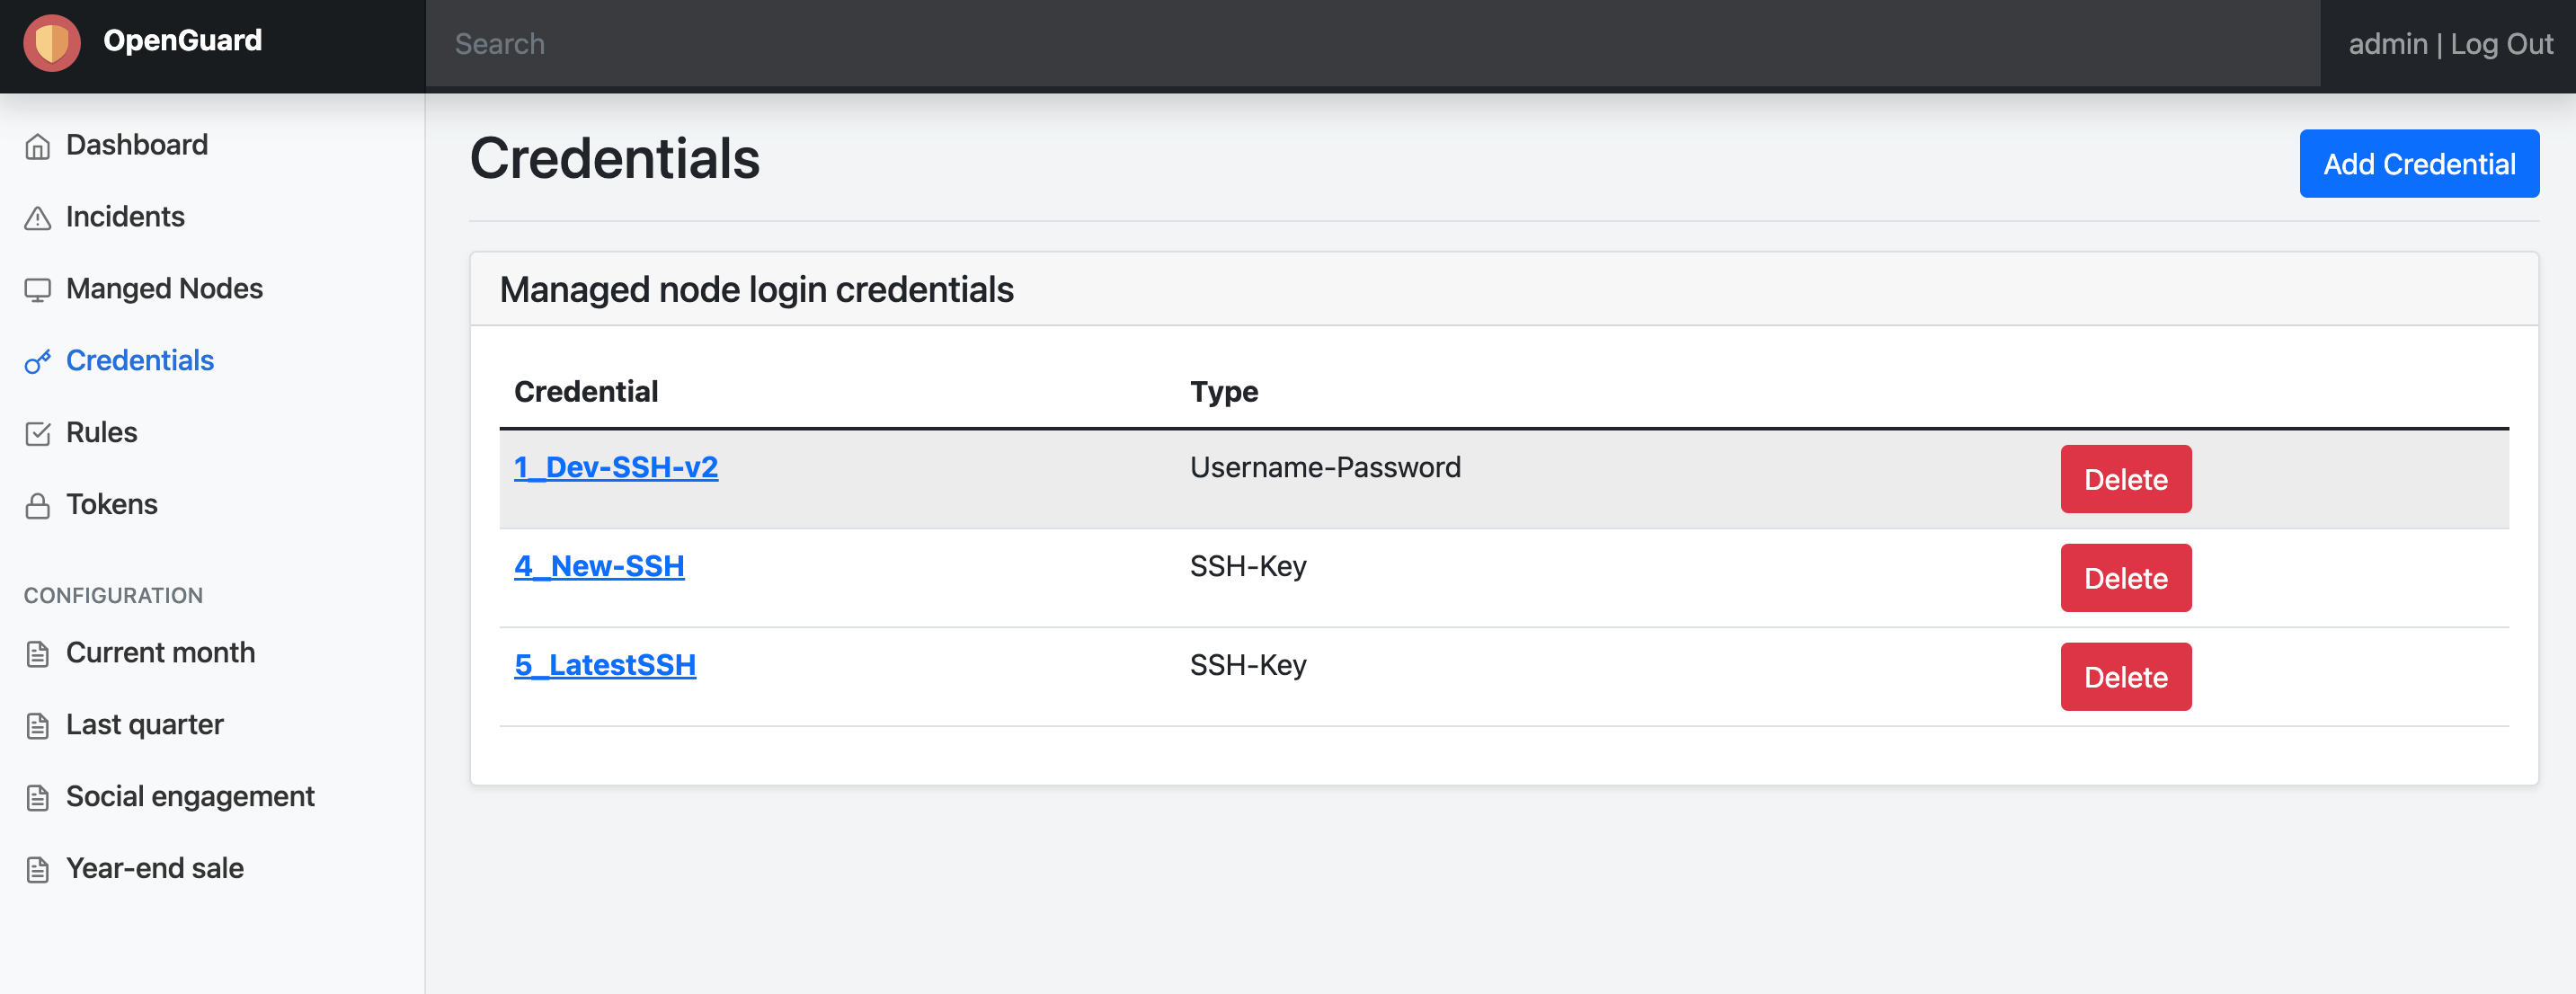 OpenGuard
Search
admin | Log Out
Dashboard
Incidents
Manged Nodes
Credentials
Rules
Tokens
CONFIGURATION
Current month
Last quarter
Social engagement
Year-end sale
Credentials
Add Credential
Managed node login credentials
Credential Type
1_Dev-SSH-v2 Username-Password Delete
4_New-SSH SSH-Key Delete
5_LatestSSH SSH-Key Delete